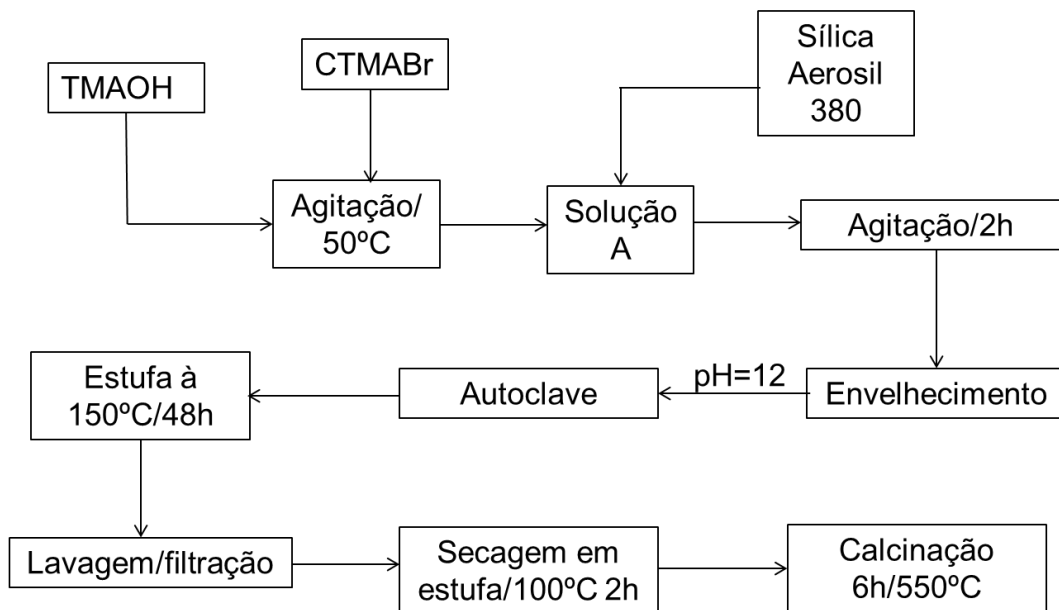 TMAOH
CTMABr
Sílica
Aerosil
380
Agitação/
50ºC
Solução
A
Agitação/2h
Estufa à
150ºC/48h
Autoclave
pH=12
Envelhecimento
Lavagem/filtração
Secagem em
estufa/100ºC 2h
Calcinação
6h/550ºC